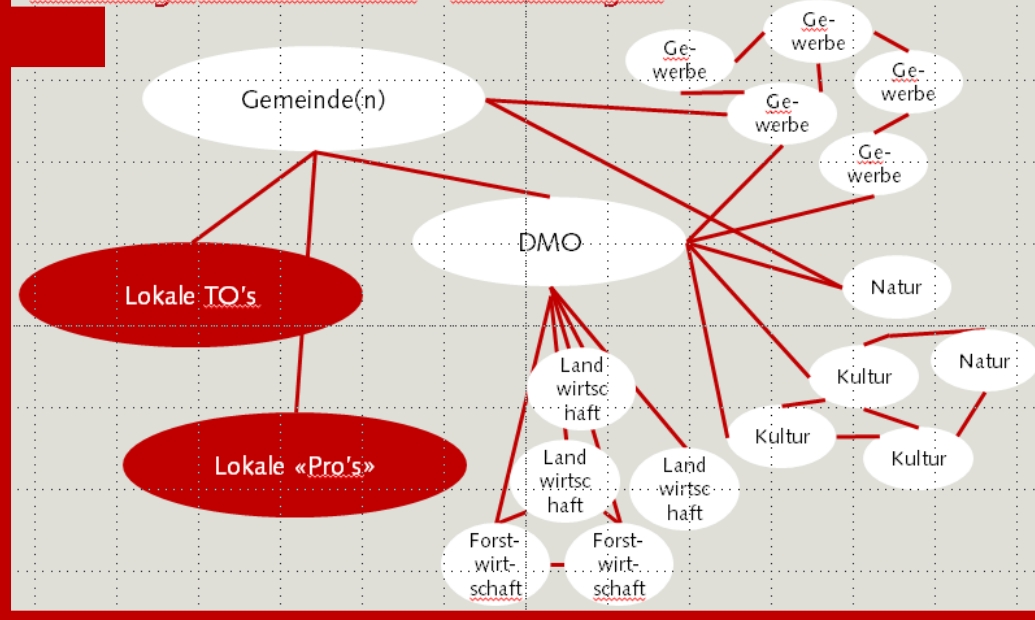 Ge-
werbe
Ge-
werbe
Ge-
werbe
Gemeinde(n)
Ge-
werbe
Ge-
werbe
DMO
Natur
Lokale TO's
Land
wirtsc
haft
Kultur
Natur
Kultur
Kultur
Lokale «Pro's»
Land
wirtsc
haft
Land
wirtsc
haft
Forst-
wirt-
schaft
Forst-
wirt-
schaft